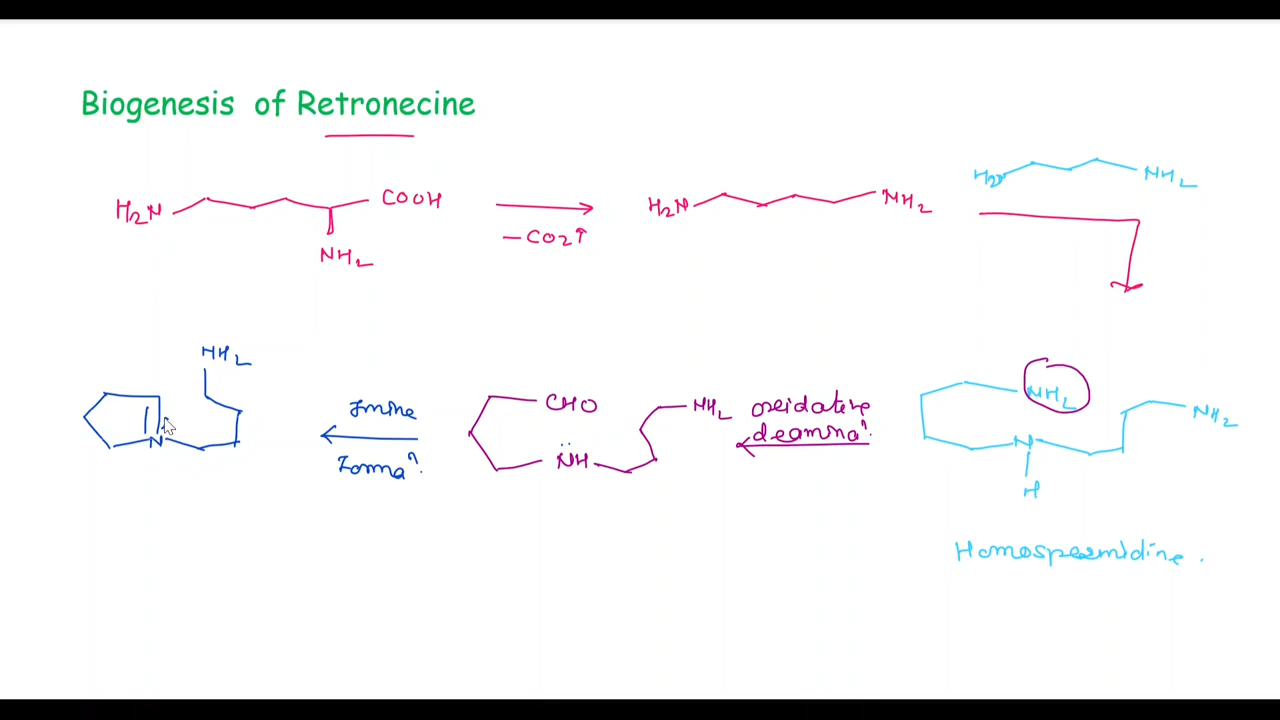 Biogenesis of Retronecine
H₂N COOH
NH₂
−CO₂↑
H₂N NH₂
H₂N NH₂
NH₂
N
Imine
Forma^n.
CHO
NH NH₂
oxidative
deamina^n.
NH₂
N
H
NH₂
Homospermidine.